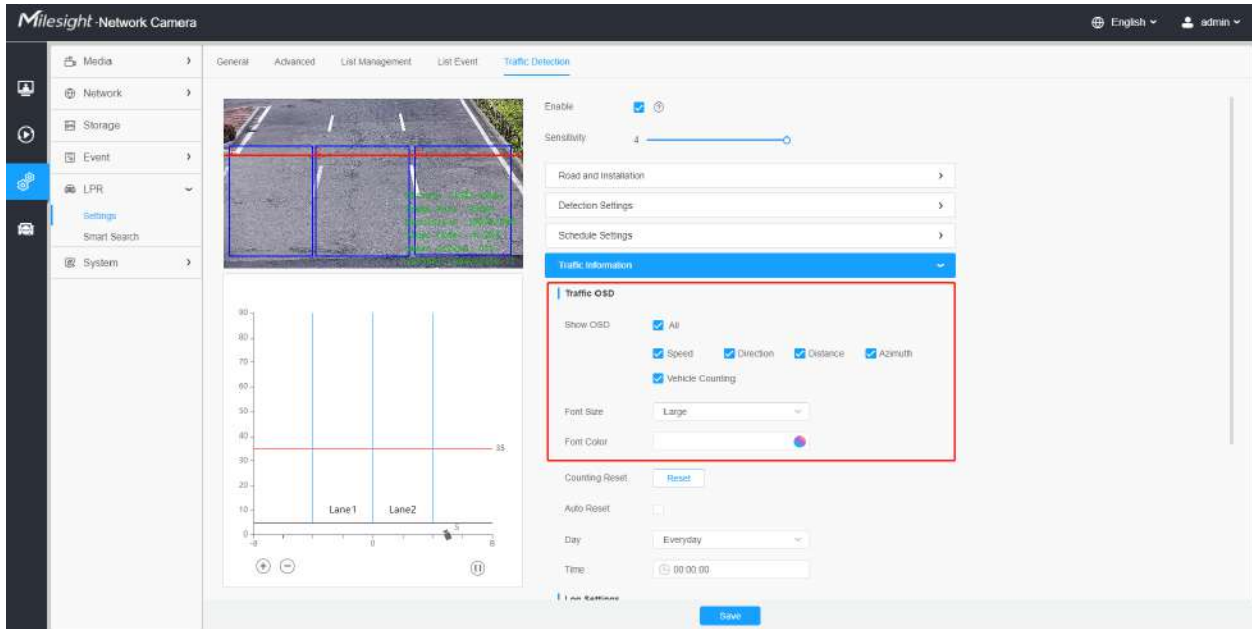 Milesight-Network Camera
English
admin
Media
Network
Storage
Event
LPR
Settings
Smart Search
System
General Advanced List Management List Event Traffic Detection
Enable
Sensitivity 4
Road and Installation
Detection Settings
Schedule Settings
Traffic Information
Traffic OSD
Show OSD All
Speed Direction Distance Azimuth
Vehicle Counting
Font Size Large
Font Color
Counting Reset Reset
Auto Reset
Day Everyday
Time 00:00:00
Log Settings
Save
90
80
70
60
50
40
35
30
20
10
Lane1 Lane2
5
0
-8 0 8